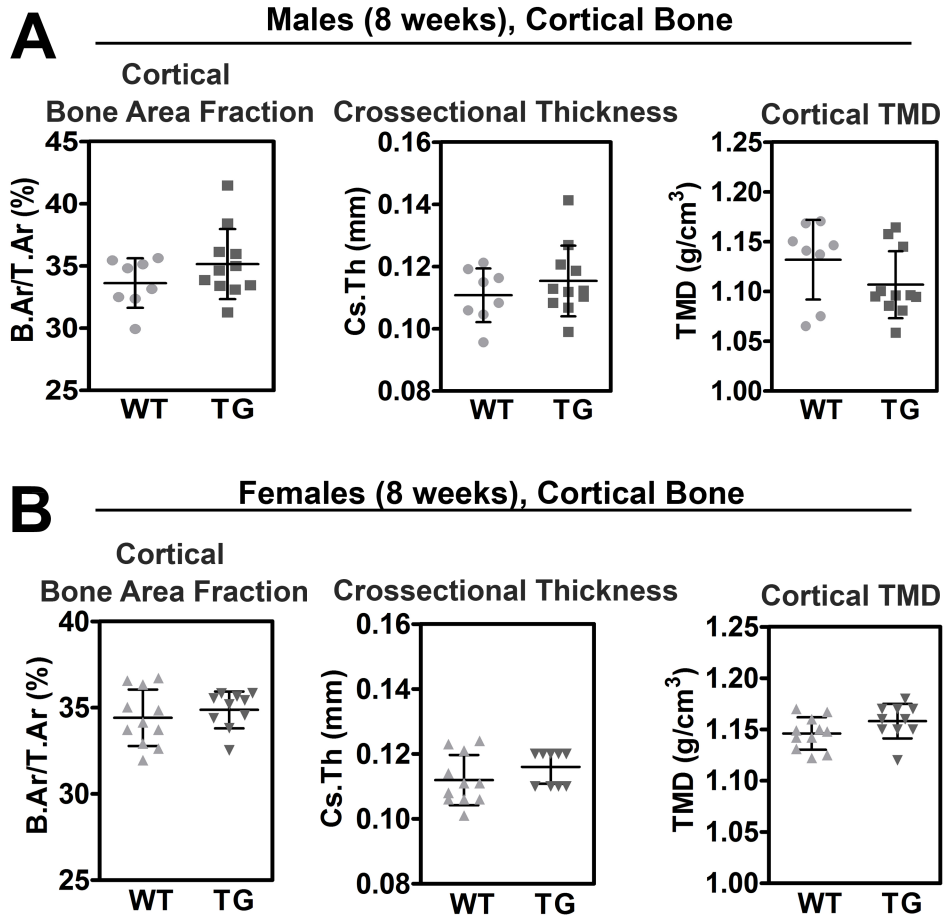 A
Males (8 weeks), Cortical Bone
Cortical
Bone Area Fraction
Crossectional Thickness
Cortical TMD
B.Ar/T.Ar (%)
45
40
35
30
25
WT
TG
Cs.Th (mm)
0.16
0.14
0.12
0.10
0.08
WT
TG
TMD (g/cm³)
1.25
1.20
1.15
1.10
1.05
1.00
WT
TG
B
Females (8 weeks), Cortical Bone
Cortical
Bone Area Fraction
Crossectional Thickness
Cortical TMD
B.Ar/T.Ar (%)
40
35
30
25
WT
TG
Cs.Th (mm)
0.16
0.14
0.12
0.10
0.08
WT
TG
TMD (g/cm³)
1.25
1.20
1.15
1.10
1.05
1.00
WT
TG